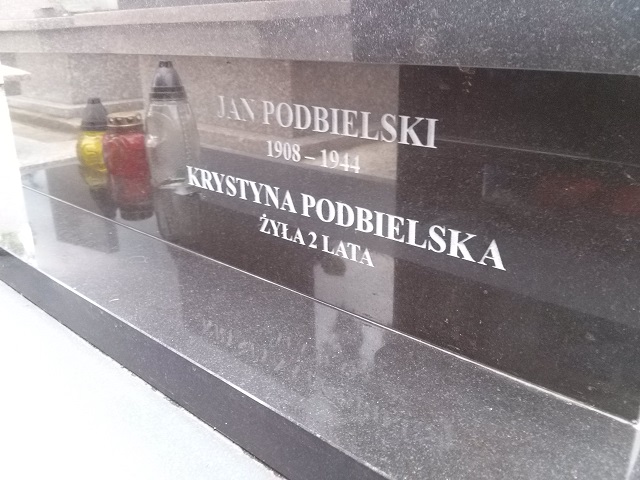 JAN PODBIELSKI
1908 – 1944
KRYSTYNA PODBIELSKA
ŻYŁA 2 LATA